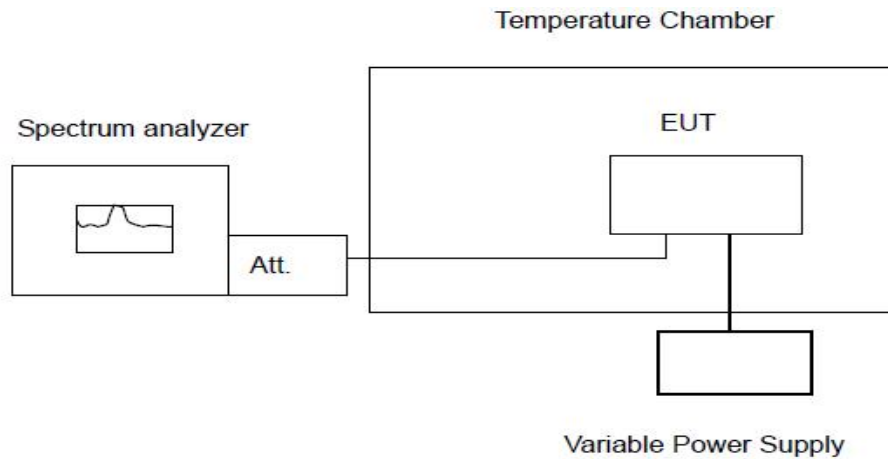 Temperature Chamber
Spectrum analyzer
EUT
Att.
Variable Power Supply